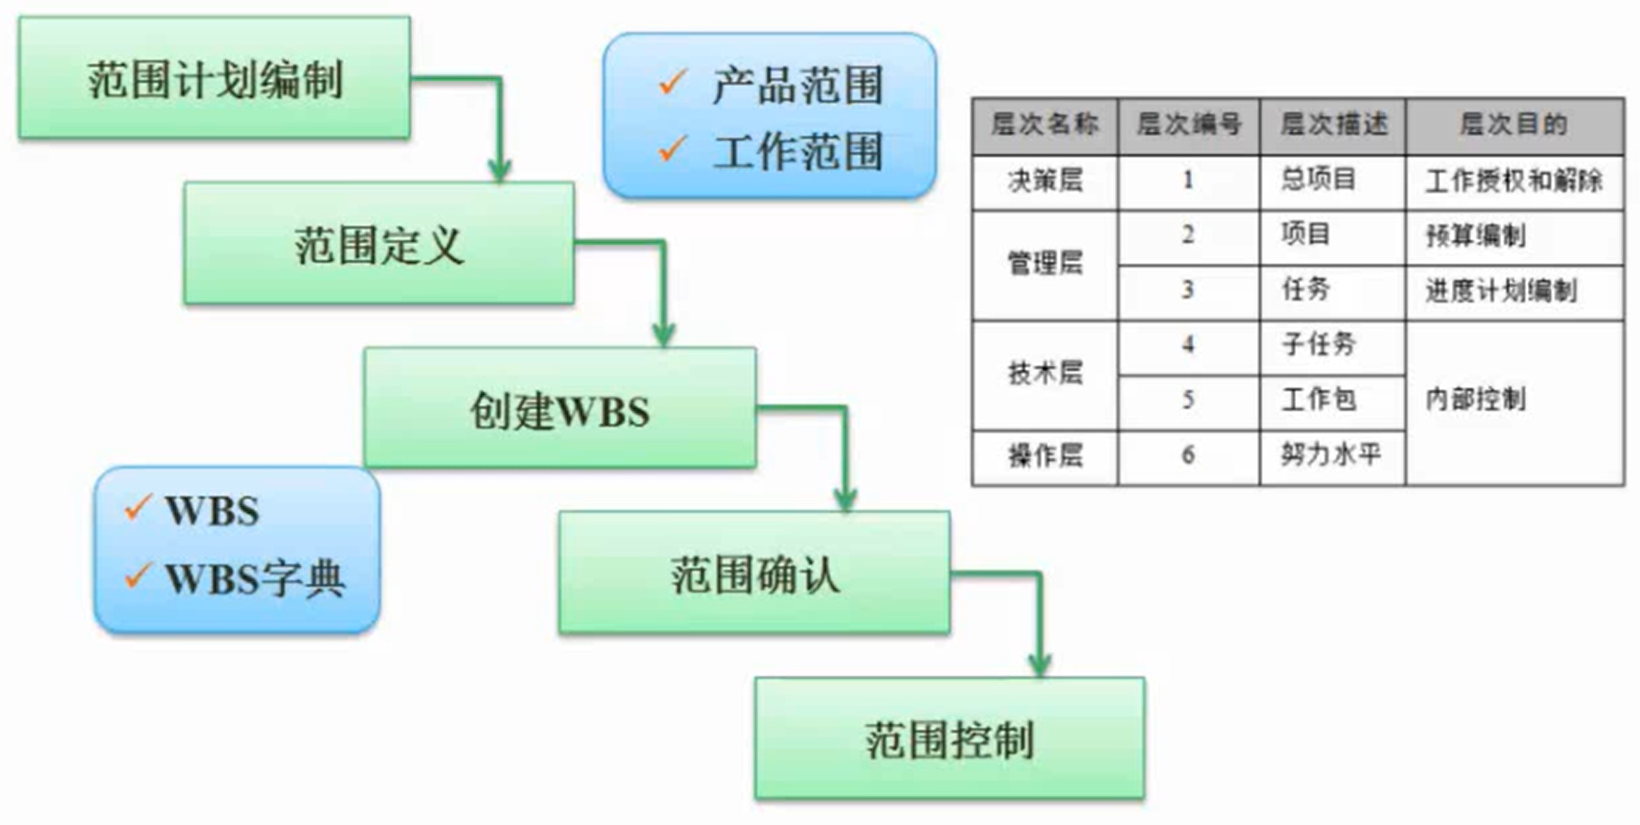 范围计划编制
范围定义
创建WBS
范围确认
范围控制
✓ 产品范围
✓ 工作范围
✓ WBS
✓ WBS字典
层次名称 层次编号 层次描述 层次目的
决策层 1 总项目 工作授权和解除
管理层 2 项目 预算编制
3 任务 进度计划编制
技术层 4 子任务 内部控制
5 工作包
操作层 6 努力水平